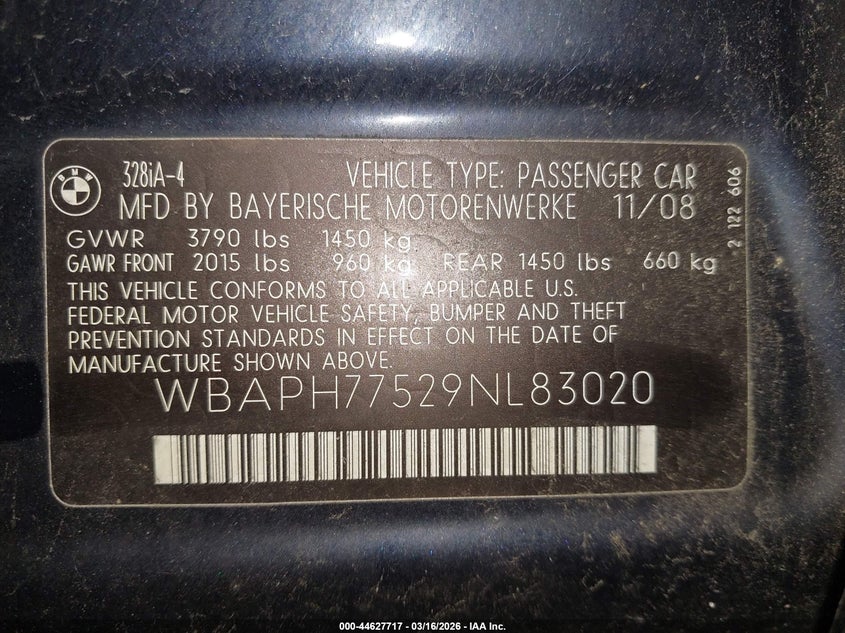 BMW
328iA-4 VEHICLE TYPE: PASSENGER CAR
MFD BY BAYERISCHE MOTORENWERKE 11/08
GVWR 3790 lbs 1450 kg
GAWR FRONT 2015 lbs 960 kg REAR 1450 lbs 660 kg
THIS VEHICLE CONFORMS TO ALL APPLICABLE U.S.
FEDERAL MOTOR VEHICLE SAFETY, BUMPER AND THEFT
PREVENTION STANDARDS IN EFFECT ON THE DATE OF
MANUFACTURE SHOWN ABOVE.
WBAPH77529NL83020
2 122 606
000-44627717 - 03/16/2026 - IAA Inc.